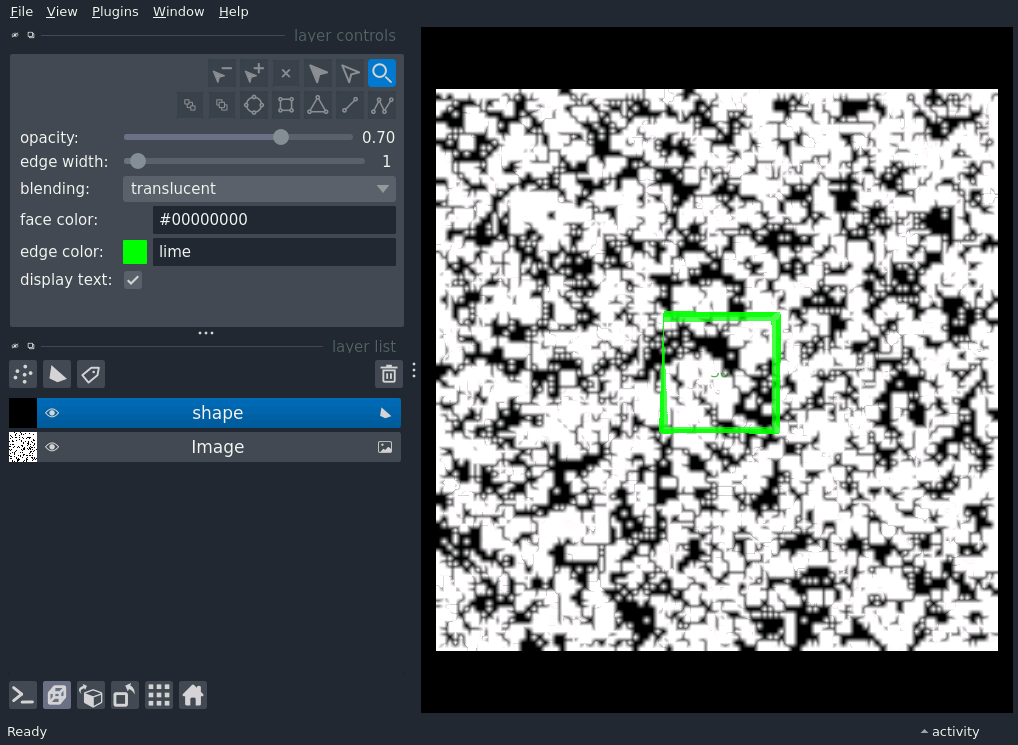 File View Plugins Window Help
layer controls
opacity: 0.70
edge width: 1
blending: translucent
face color: #00000000
edge color: lime
display text:
layer list
shape
Image
Ready
activity